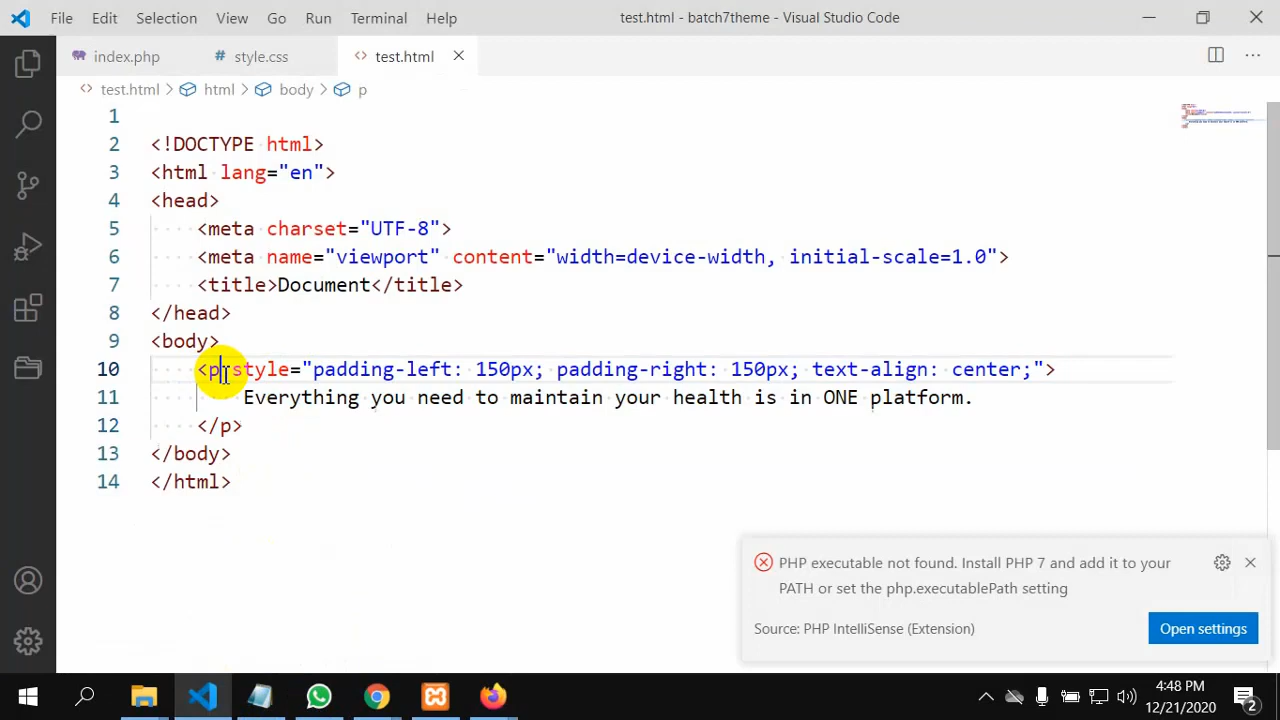 File Edit Selection View Go Run Terminal Help test.html - batch7theme - Visual Studio Code
index.php # style.css <> test.html
<> test.html > html > body > p
1
2 <!DOCTYPE html>
3 <html lang="en">
4 <head>
5 <meta charset="UTF-8">
6 <meta name="viewport" content="width=device-width, initial-scale=1.0">
7 <title>Document</title>
8 </head>
9 <body>
10 <p style="padding-left: 150px; padding-right: 150px; text-align: center;">
11 Everything you need to maintain your health is in ONE platform.
12 </p>
13 </body>
14 </html>
PHP executable not found. Install PHP 7 and add it to your
PATH or set the php.executablePath setting
Source: PHP IntelliSense (Extension) Open settings
4:48 PM
12/21/2020
2